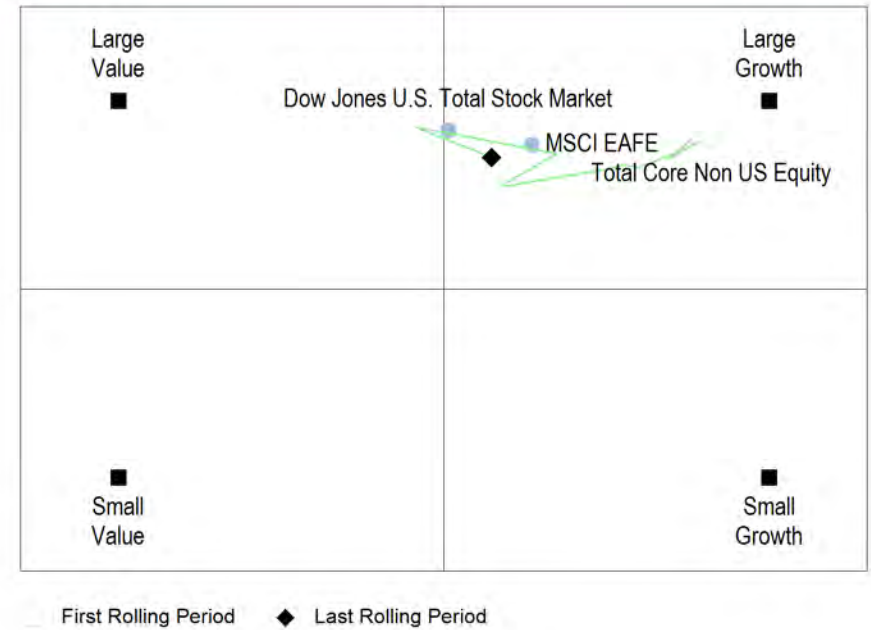 Large
Value
Large
Growth
Dow Jones U.S. Total Stock Market
MSCI EAFE
Total Core Non US Equity
Small
Value
Small
Growth
First Rolling Period
Last Rolling Period